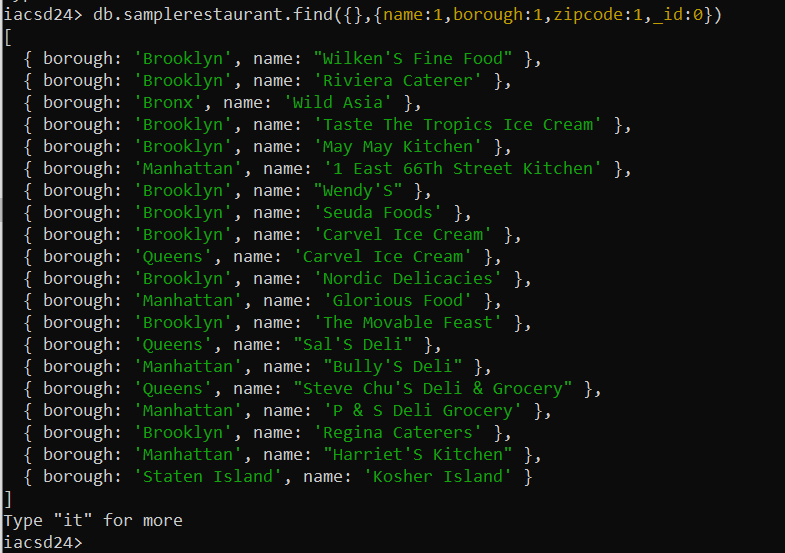 iacsd24> db.samplerestaurant.find({},{name:1,borough:1,zipcode:1,_id:0})
[
  { borough: 'Brooklyn', name: "Wilken'S Fine Food" },
  { borough: 'Brooklyn', name: 'Riviera Caterer' },
  { borough: 'Bronx', name: 'Wild Asia' },
  { borough: 'Brooklyn', name: 'Taste The Tropics Ice Cream' },
  { borough: 'Brooklyn', name: 'May May Kitchen' },
  { borough: 'Manhattan', name: '1 East 66Th Street Kitchen' },
  { borough: 'Brooklyn', name: "Wendy'S" },
  { borough: 'Brooklyn', name: 'Seuda Foods' },
  { borough: 'Brooklyn', name: 'Carvel Ice Cream' },
  { borough: 'Queens', name: 'Carvel Ice Cream' },
  { borough: 'Brooklyn', name: 'Nordic Delicacies' },
  { borough: 'Manhattan', name: 'Glorious Food' },
  { borough: 'Brooklyn', name: 'The Movable Feast' },
  { borough: 'Queens', name: "Sal'S Deli" },
  { borough: 'Manhattan', name: "Bully'S Deli" },
  { borough: 'Queens', name: "Steve Chu'S Deli & Grocery" },
  { borough: 'Manhattan', name: 'P & S Deli Grocery' },
  { borough: 'Brooklyn', name: 'Regina Caterers' },
  { borough: 'Manhattan', name: "Harriet'S Kitchen" },
  { borough: 'Staten Island', name: 'Kosher Island' }
]
Type "it" for more
iacsd24>